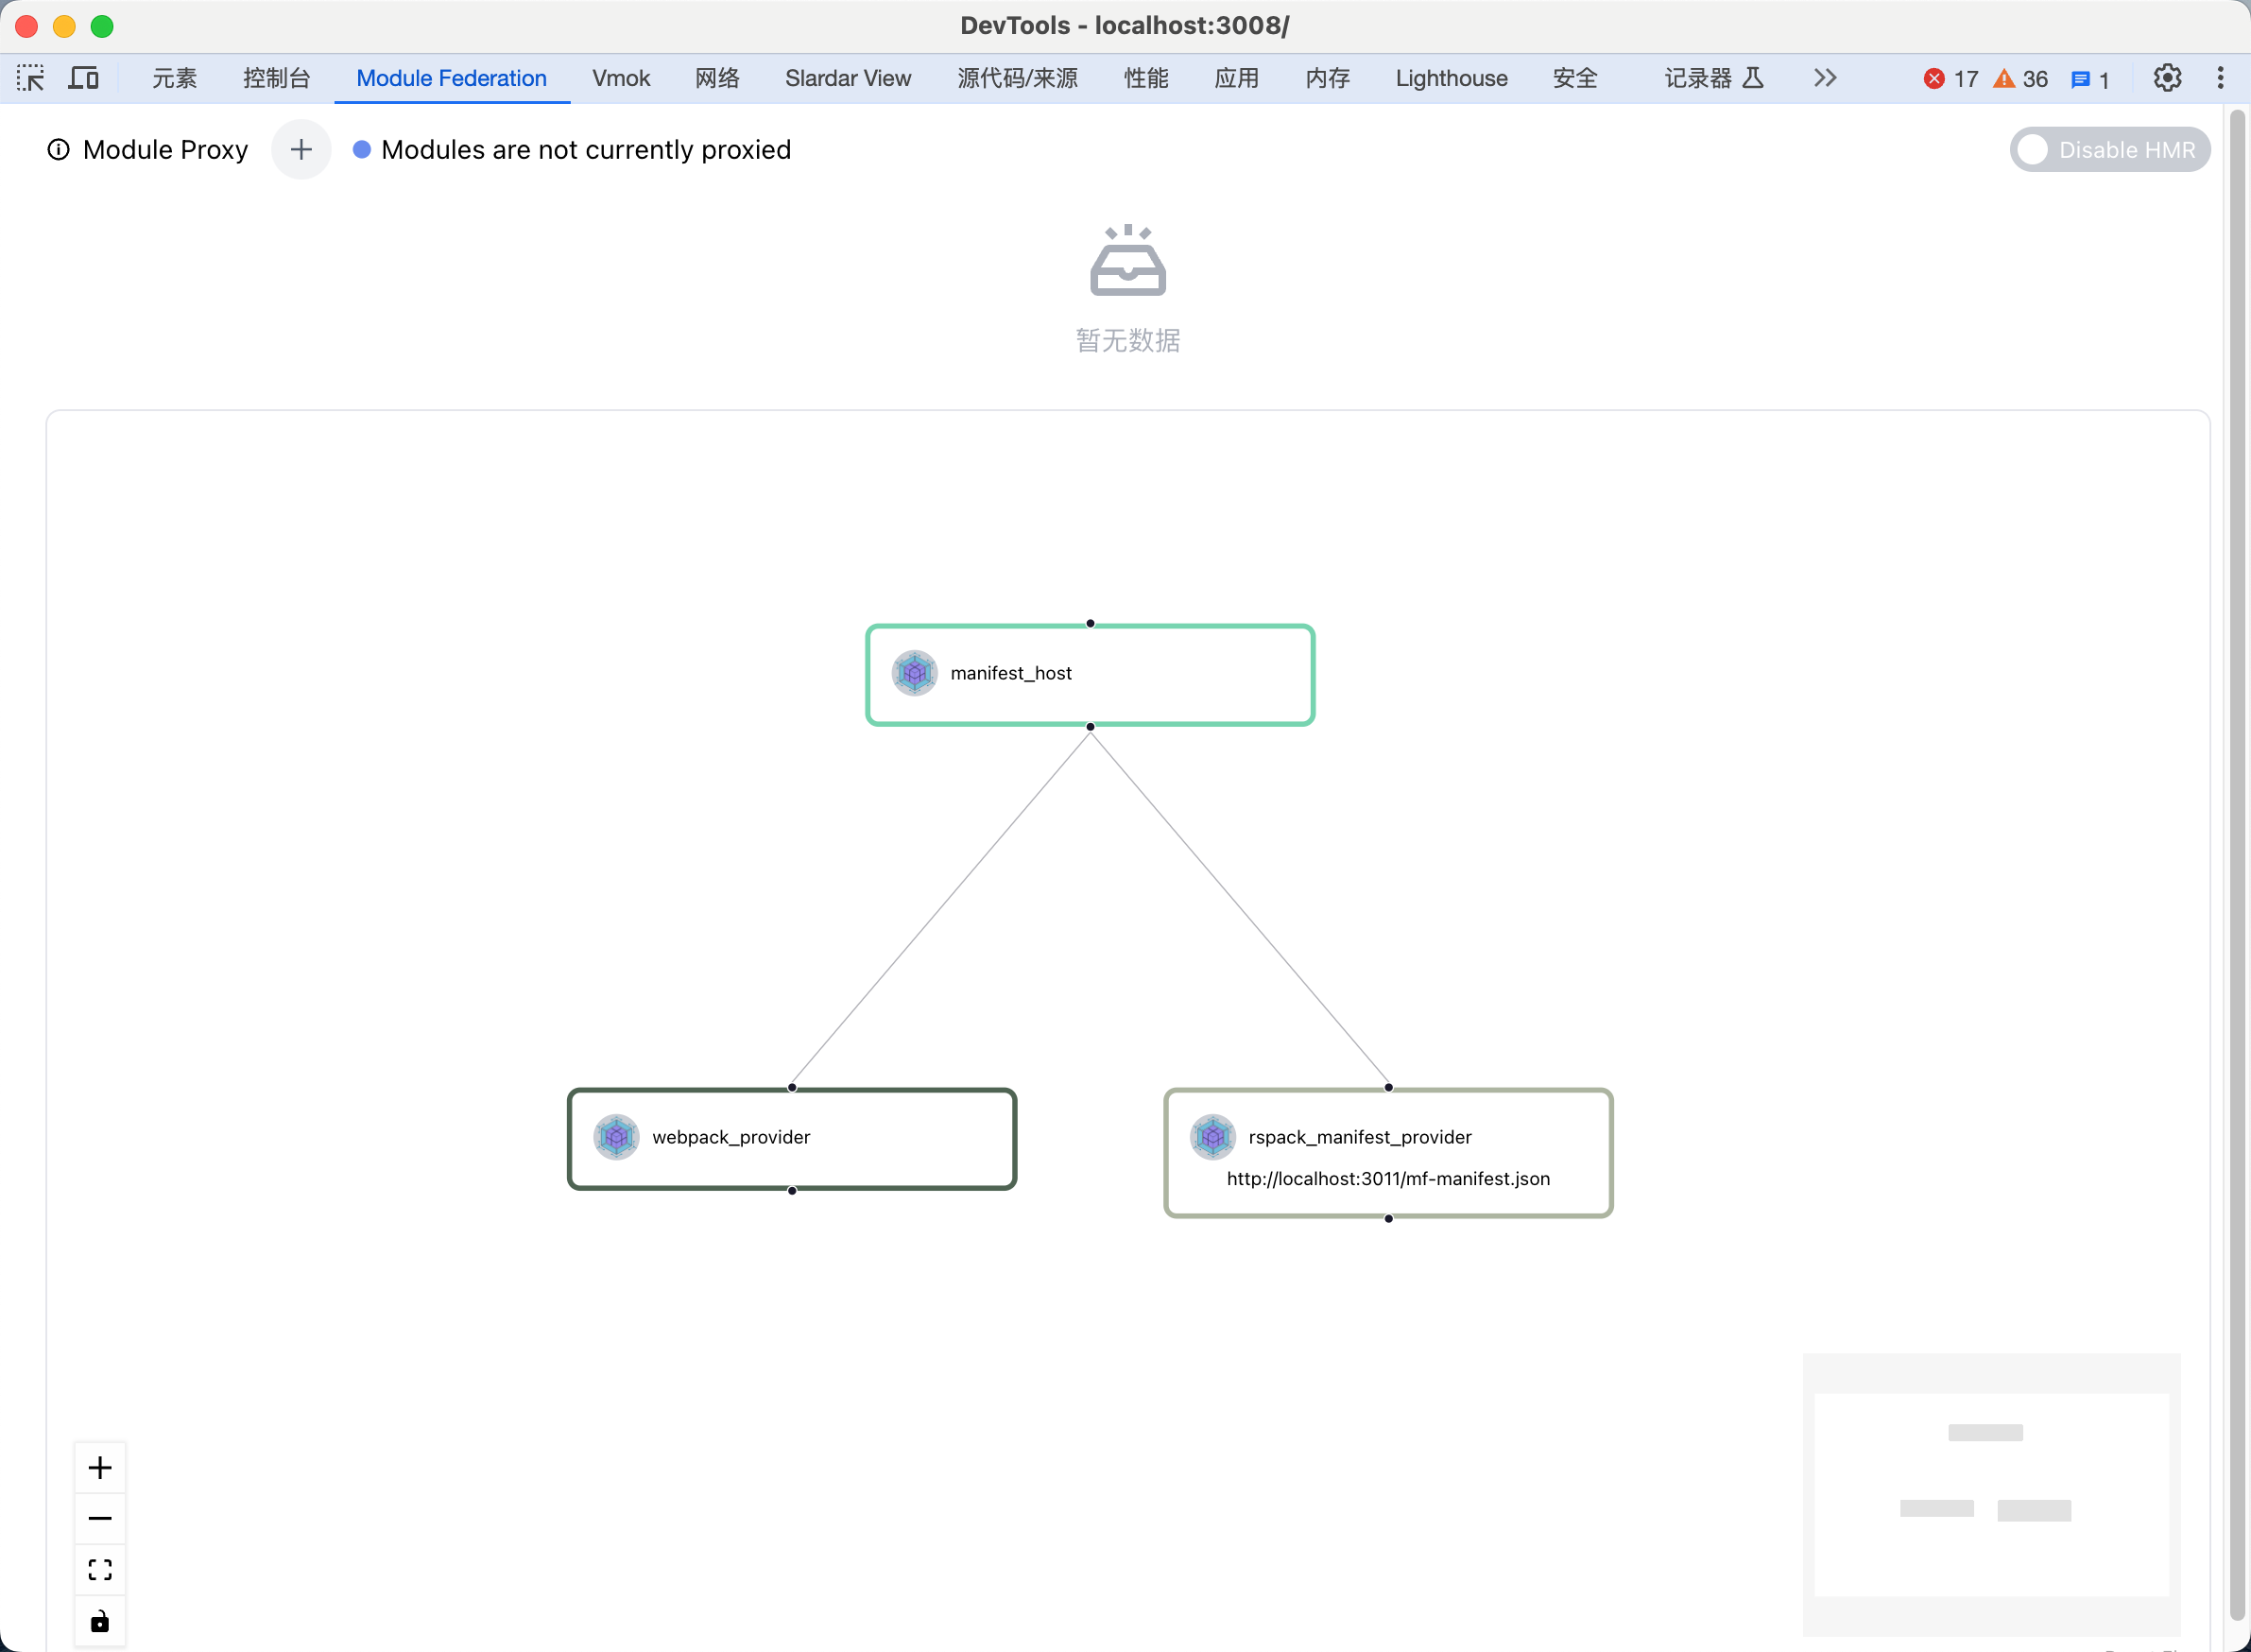 DevTools - localhost:3008/
元素 控制台 Module Federation Vmok 网络 Slardar View 源代码/来源 性能 应用 内存 Lighthouse 安全 记录器 17 36 1
Module Proxy Modules are not currently proxied Disable HMR
暂无数据
manifest_host
webpack_provider
rspack_manifest_provider
http://localhost:3011/mf-manifest.json